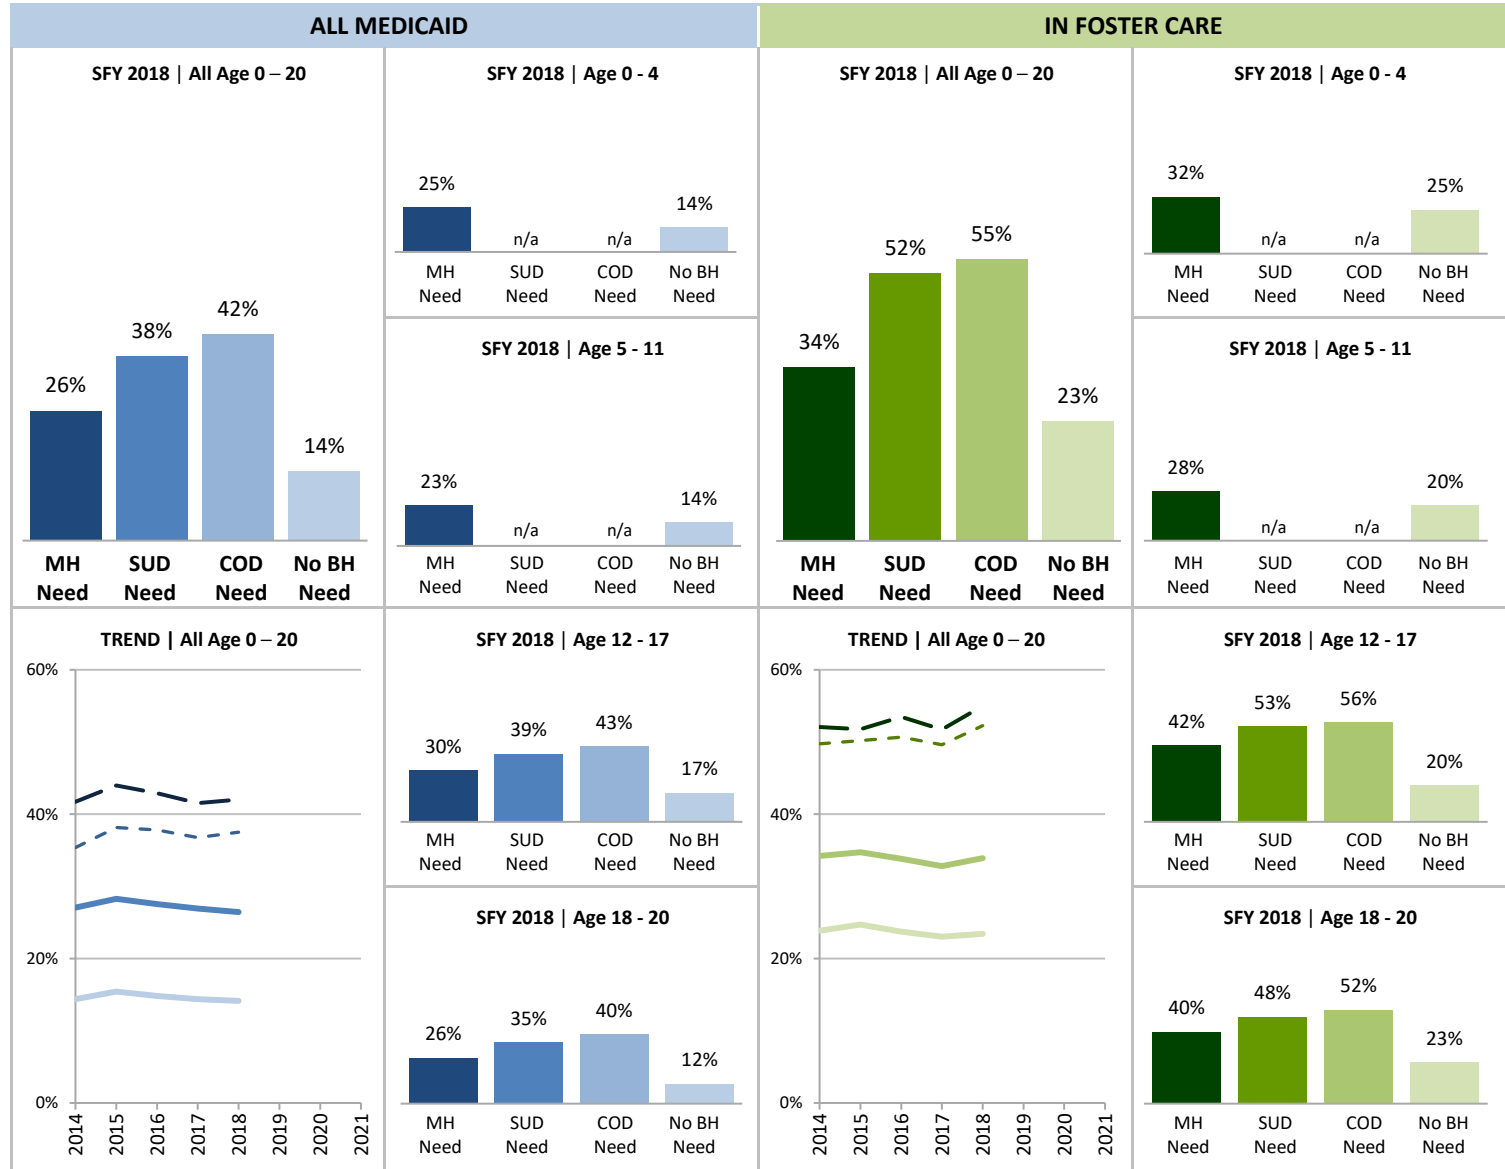 ALL MEDICAID
IN FOSTER CARE
SFY 2018 | All Age 0 – 20
26%
38%
42%
14%
MH Need
SUD Need
COD Need
No BH Need
SFY 2018 | Age 0 - 4
25%
n/a
n/a
14%
MH Need
SUD Need
COD Need
No BH Need
SFY 2018 | Age 5 - 11
23%
n/a
n/a
14%
MH Need
SUD Need
COD Need
No BH Need
TREND | All Age 0 – 20
60%
40%
20%
0%
2014
2015
2016
2017
2018
2019
2020
2021
SFY 2018 | Age 12 - 17
30%
39%
43%
17%
MH Need
SUD Need
COD Need
No BH Need
SFY 2018 | Age 18 - 20
26%
35%
40%
12%
MH Need
SUD Need
COD Need
No BH Need
SFY 2018 | All Age 0 – 20
34%
52%
55%
23%
MH Need
SUD Need
COD Need
No BH Need
SFY 2018 | Age 0 - 4
32%
n/a
n/a
25%
MH Need
SUD Need
COD Need
No BH Need
SFY 2018 | Age 5 - 11
28%
n/a
n/a
20%
MH Need
SUD Need
COD Need
No BH Need
TREND | All Age 0 – 20
60%
40%
20%
0%
2014
2015
2016
2017
2018
2019
2020
2021
SFY 2018 | Age 12 - 17
42%
53%
56%
20%
MH Need
SUD Need
COD Need
No BH Need
SFY 2018 | Age 18 - 20
40%
48%
52%
23%
MH Need
SUD Need
COD Need
No BH Need